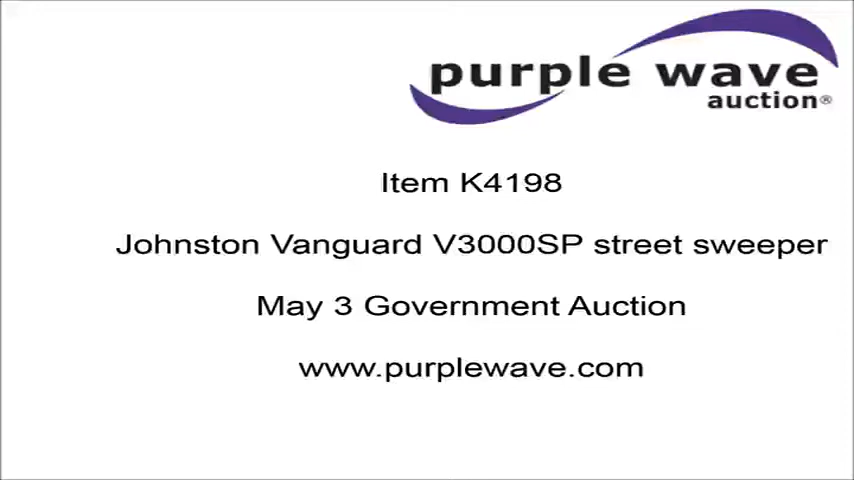 purple wave
auction®
Item K4198
Johnston Vanguard V3000SP street sweeper
May 3 Government Auction
www.purplewave.com